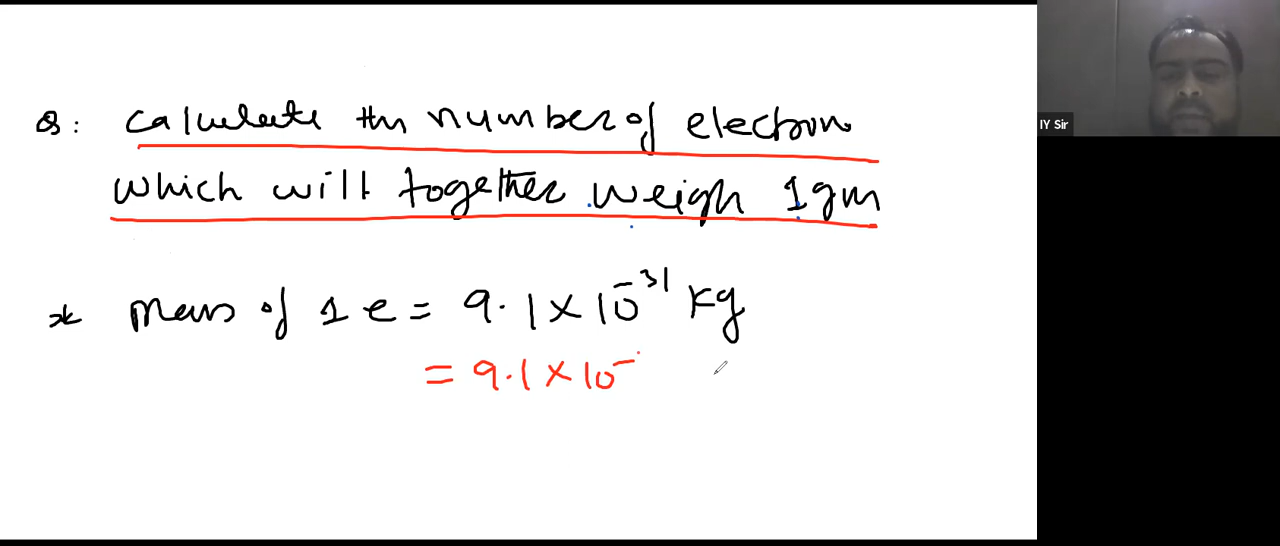 Q: calculate the number of electron
which will together weigh 1gm
IY Sir
* Mass of 1 e = 9.1 × 10⁻³¹ kg
= 9.1 × 10⁻